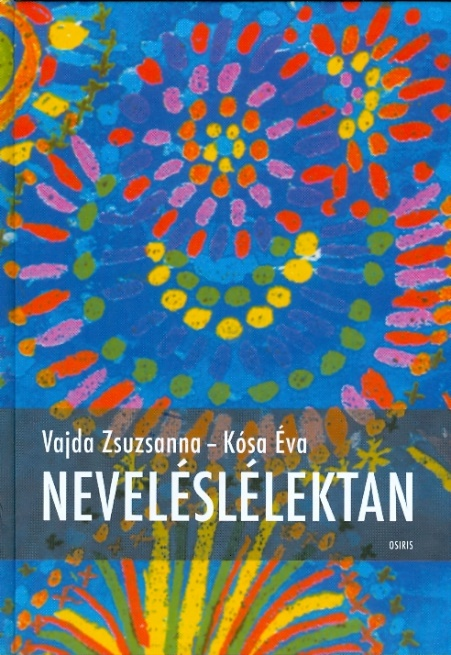 Vajda Zsuzsanna – Kósa Éva
NEVELÉSLÉLEKTAN
OSIRIS